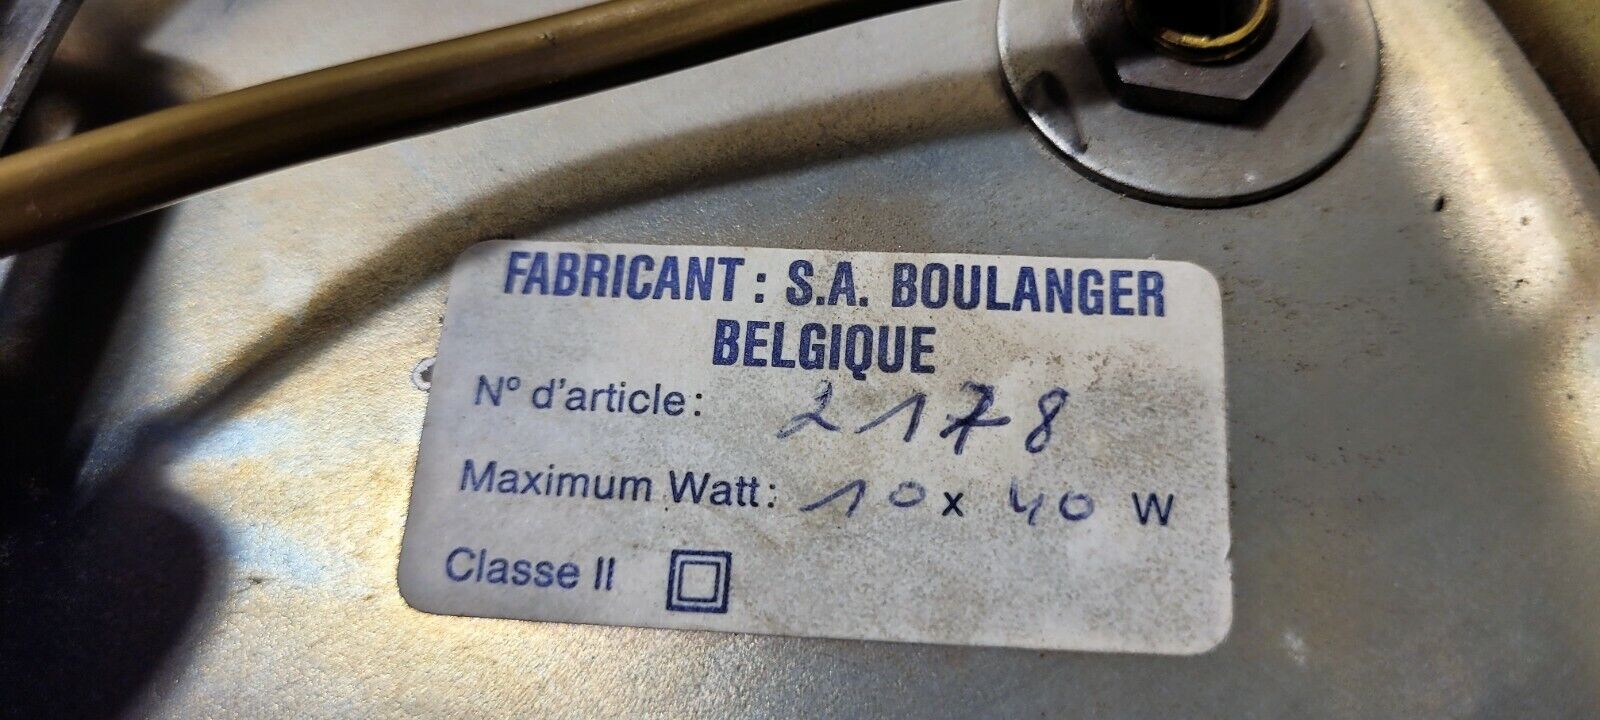 FABRICANT : S.A. BOULANGER
BELGIQUE
N° d'article: 2178
Maximum Watt: 10 x 40 W
Classe II